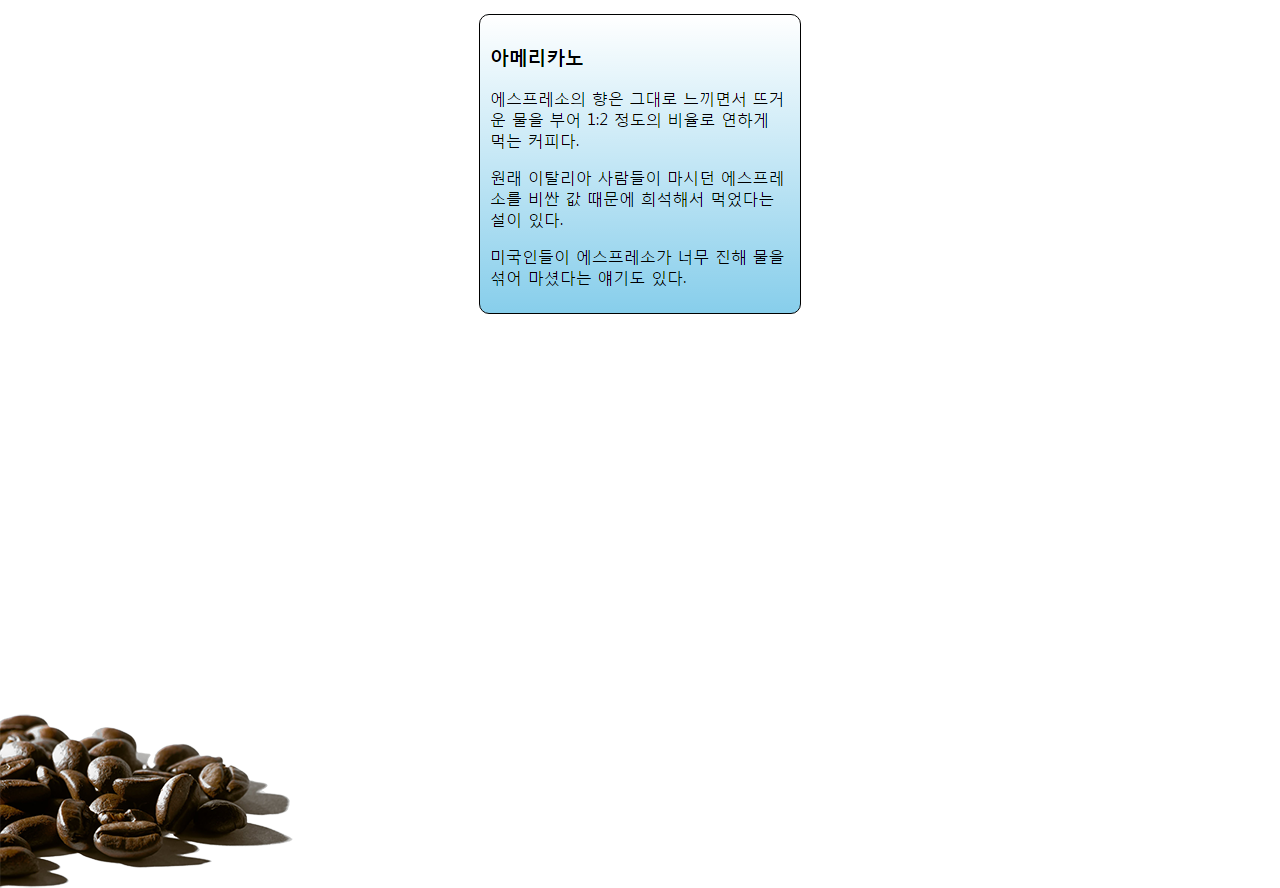 아메리카노
에스프레소의 향은 그대로 느끼면서 뜨거
운 물을 부어 1:2 정도의 비율로 연하게
먹는 커피다.
원래 이탈리아 사람들이 마시던 에스프레
소를 비싼 값 때문에 희석해서 먹었다는
설이 있다.
미국인들이 에스프레소가 너무 진해 물을
섞어 마셨다는 얘기도 있다.